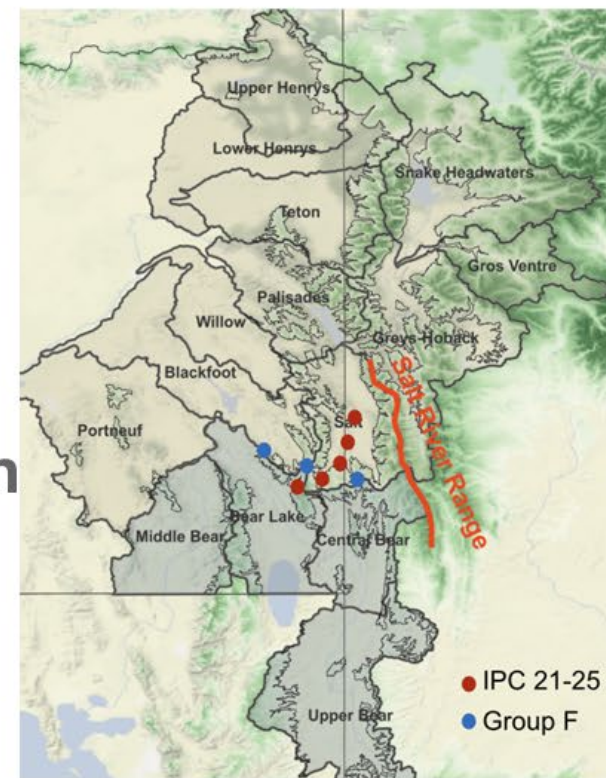 Upper Henrys
Lower Henrys
Snake Headwaters
Teton
Gros Ventre
Palisades
Willow
Greys-Hoback
Blackfoot
Salt River Range
Salt
Portneuf
n
Bear Lake
Middle Bear
Central Bear
IPC 21-25
Upper Bear
Group F